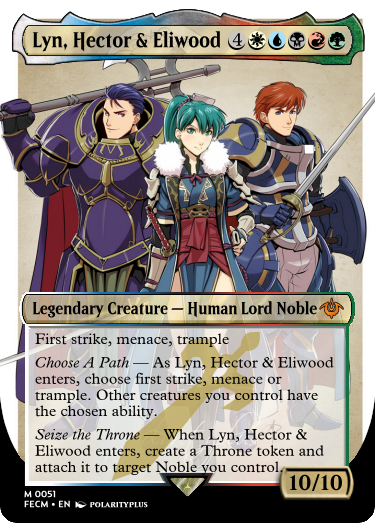 Lyn, Hector & Eliwood 4
Legendary Creature — Human Lord Noble
First strike, menace, trample
Choose A Path — As Lyn, Hector & Eliwood
enters, choose first strike, menace or
trample. Other creatures you control have
the chosen ability.
Seize the Throne — When Lyn, Hector &
Eliwood enters, create a Throne token and
attach it to target Noble you control.
10/10
M 0051
FECM • EN POLARITYPLUS